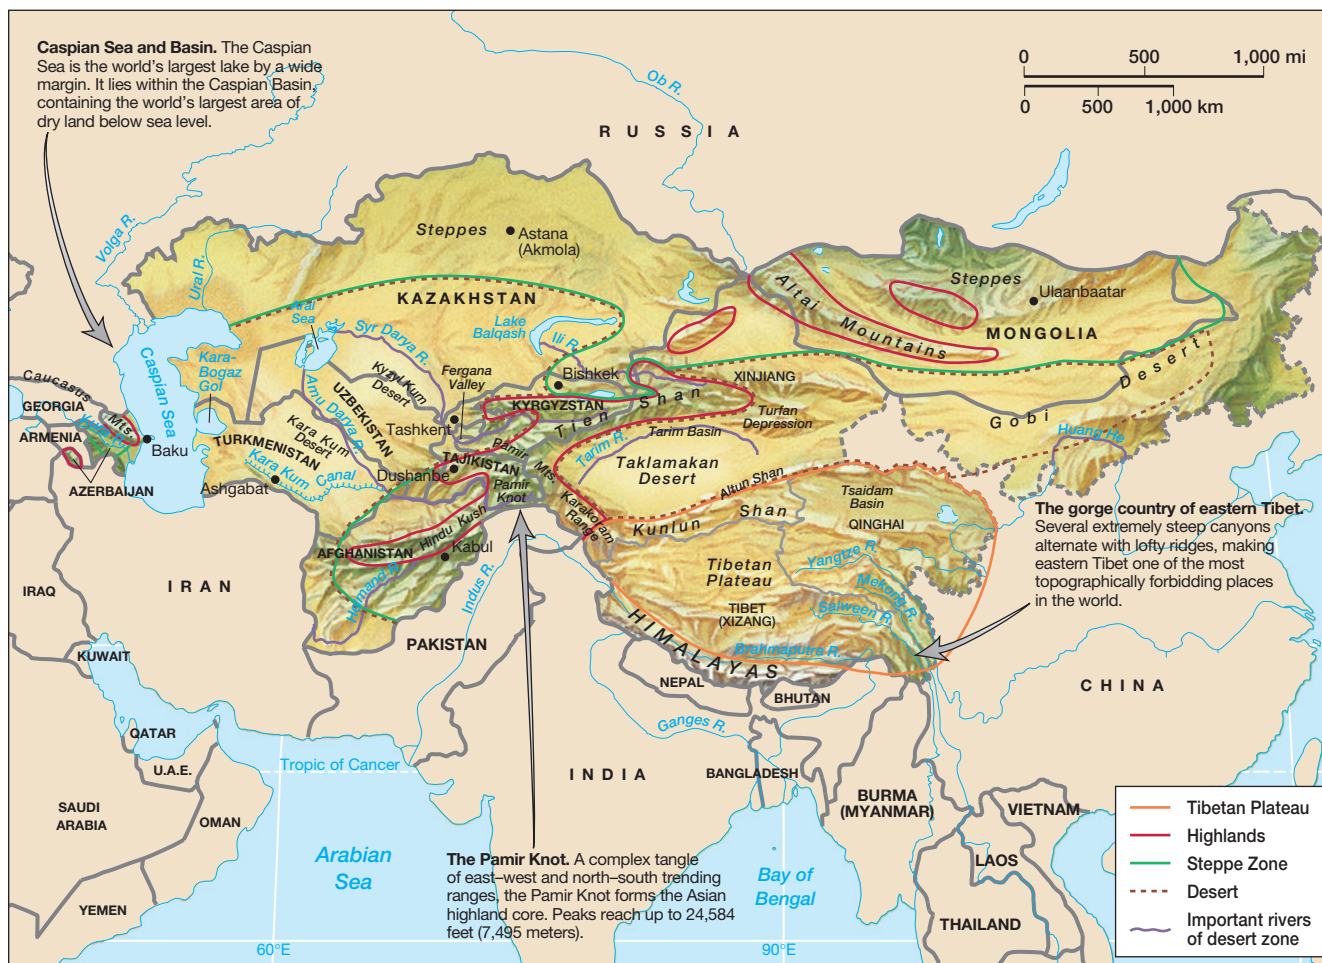 Caspian Sea and Basin. The Caspian
Sea is the world's largest lake by a wide
margin. It lies within the Caspian Basin,
containing the world's largest area of
dry land below sea level.
0 500 1,000 mi
0 500 1,000 km
Ob R.
RUSSIA
Volga R.
Ural R.
Steppes
Astana
(Akmola)
Steppes
Ulaanbaatar
KAZAKHSTAN
Altai Mountains
MONGOLIA
Aral
Sea
Syr Darya R.
Lake
Balqash
Ili R.
Kara-
Bogaz
Gol
Caspian Sea
Fergana
Valley
Bishkek
XINJIANG
Gobi Desert
Caucasus Mts.
GEORGIA
Kyzyl Kum
Desert
Amu Darya R.
UZBEKISTAN
KYRGYZSTAN
Tien Shan
Turfan
Depression
Huang He
ARMENIA
Baku
Kara Kum
Desert
Tashkent
Tarim R.
Tarim Basin
TURKMENISTAN
Pamir Mts.
TAJIKISTAN
Taklamakan
Desert
AZERBAIJAN
Ashgabat
Kara Kum Canal
Dushanbe
Pamir
Knot
Altun Shan
Karakoram
Range
Kunlun Shan
Tsaidam
Basin
QINGHAI
The gorge country of eastern Tibet.
Several extremely steep canyons
alternate with lofty ridges, making
eastern Tibet one of the most
topographically forbidding places
in the world.
Hindu Kush
AFGHANISTAN
Kabul
Helmand R.
Indus R.
Tibetan
Plateau
Yangtze R.
Mekong R.
Salween R.
TIBET
(XIZANG)
Brahmaputra R.
IRAQ
IRAN
PAKISTAN
HIMALAYAS
KUWAIT
NEPAL
BHUTAN
CHINA
QATAR
Ganges R.
U.A.E.
Tropic of Cancer
INDIA
BANGLADESH
SAUDI
ARABIA
OMAN
BURMA
(MYANMAR)
VIETNAM
Arabian
Sea
The Pamir Knot. A complex tangle
of east–west and north–south trending
ranges, the Pamir Knot forms the Asian
highland core. Peaks reach up to 24,584
feet (7,495 meters).
Bay of
Bengal
LAOS
YEMEN
THAILAND
60°E
90°E
Tibetan Plateau
Highlands
Steppe Zone
Desert
Important rivers
of desert zone